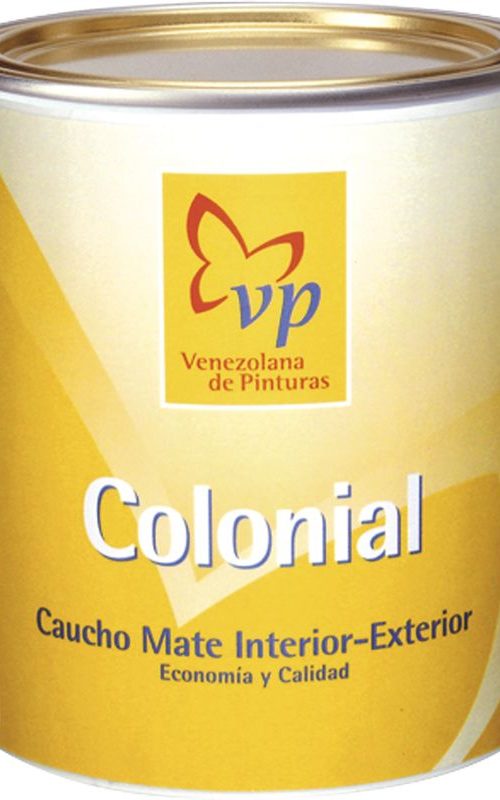 vp
Venezolana
de Pinturas
Colonial
Caucho Mate Interior-Exterior
Economía y Calidad